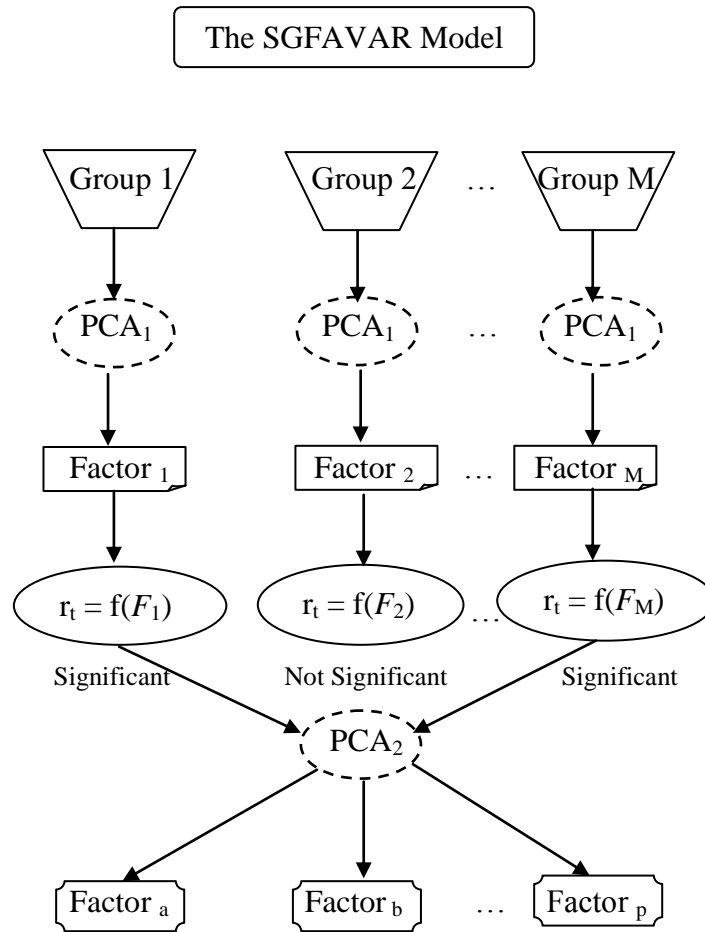 The SGFAVAR Model
Group 1 Group 2 … Group M
PCA₁ PCA₁ … PCA₁
Factor ₁ Factor ₂ … Factor M
rₜ = f(F₁) rₜ = f(F₂) … rₜ = f(F_M)
Significant Not Significant Significant
PCA₂
Factor ₐ Factor b … Factor ₚ